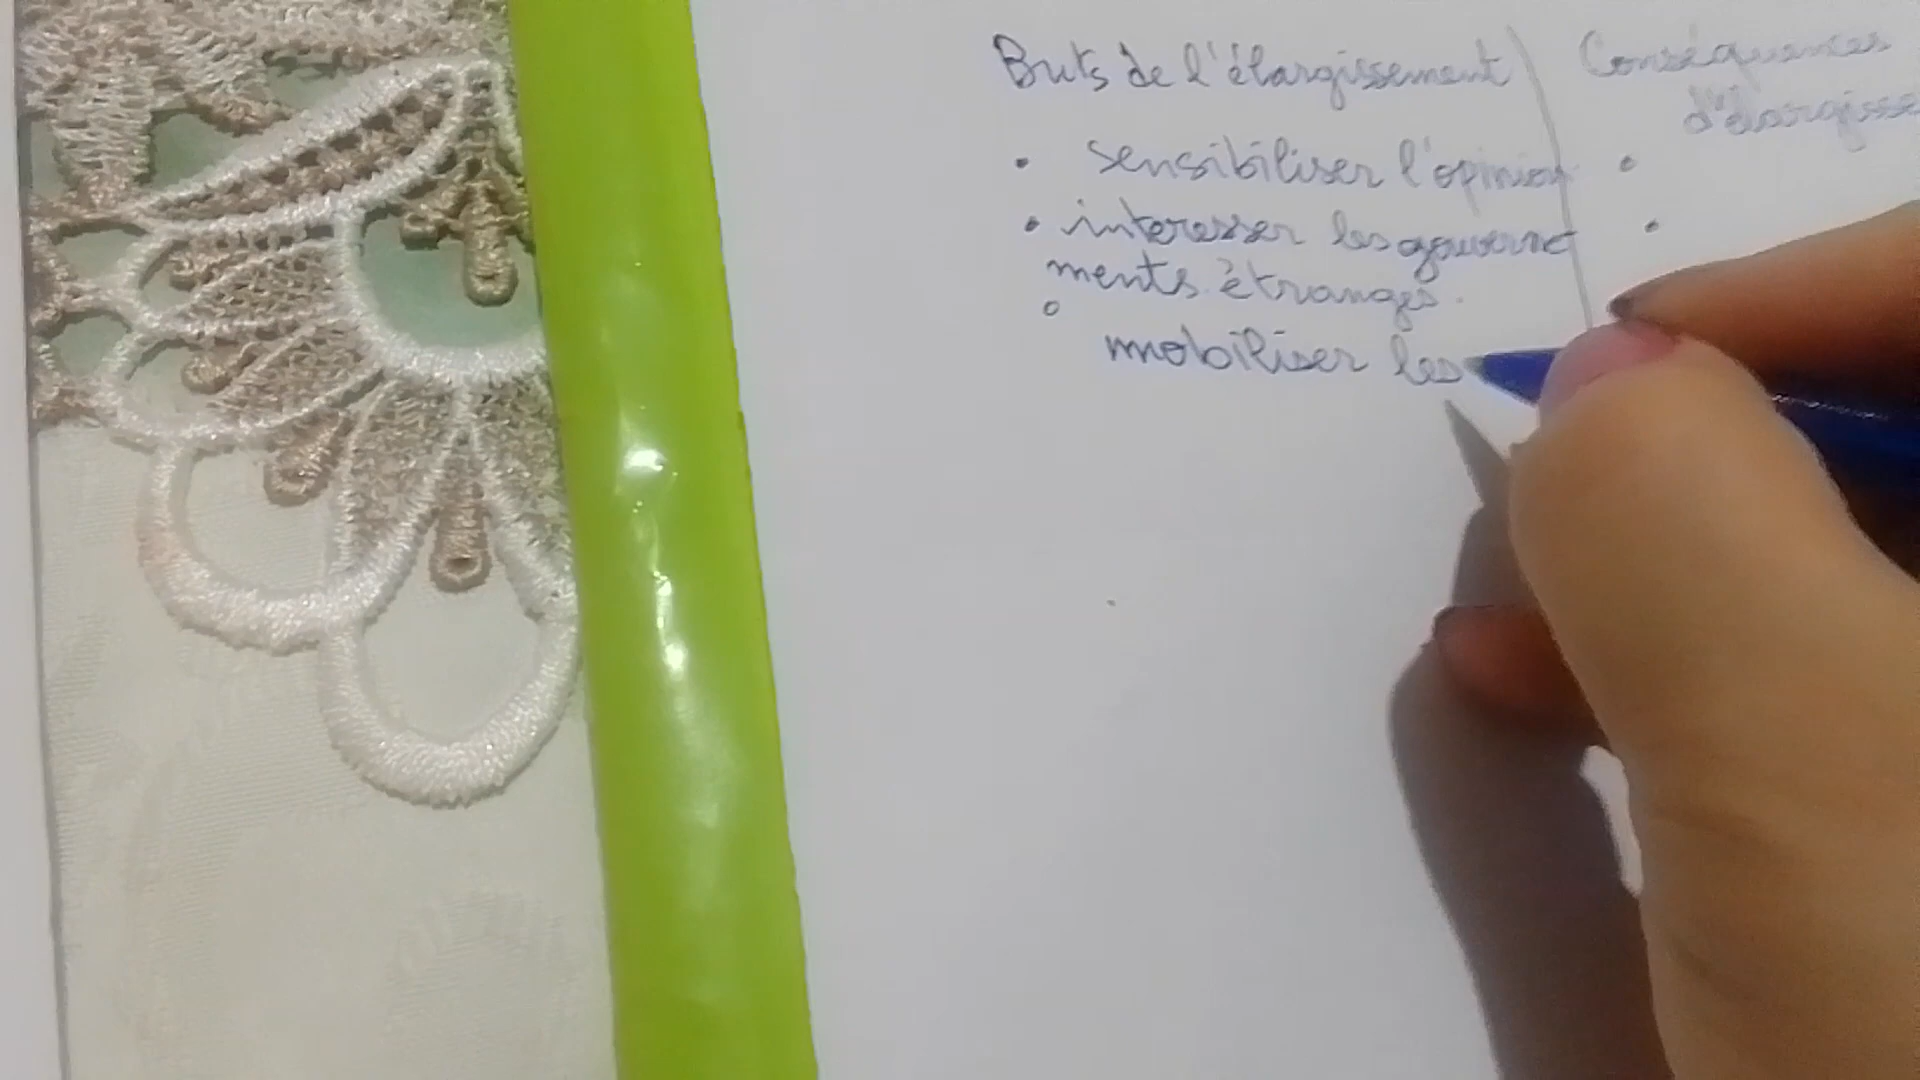 Buts de l'élargissement
Conséquences
d'élargisse
• sensibiliser l'opinion
• interesser les gouverne
ments étranges.
mobiliser les